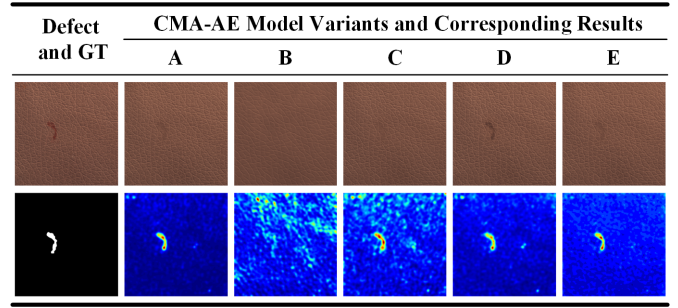 Defect and GT
CMA-AE Model Variants and Corresponding Results
A B C D E